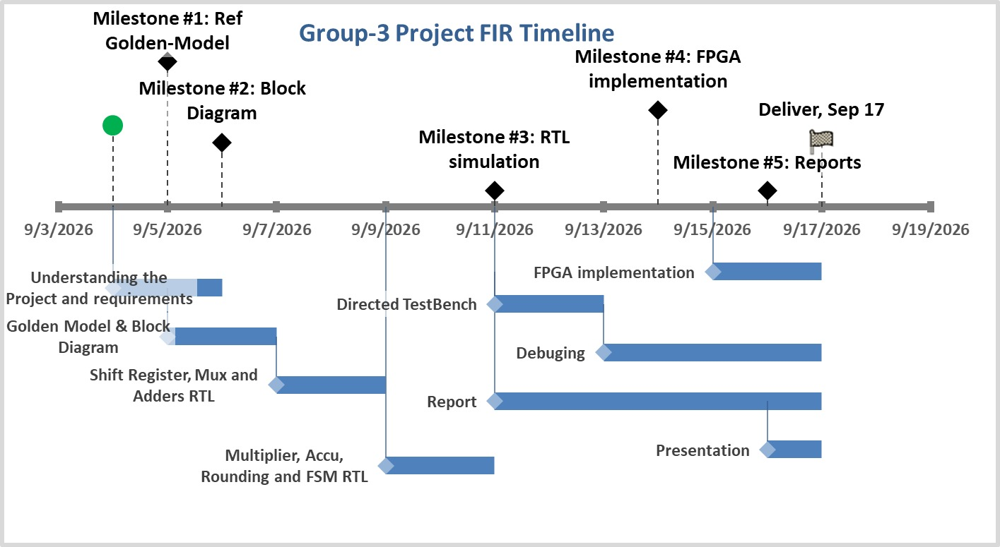 Milestone #1: Ref
Golden-Model
Group-3 Project FIR Timeline
Milestone #4: FPGA
implementation
Milestone #2: Block
Diagram
Deliver, Sep 17
Milestone #3: RTL
simulation
Milestone #5: Reports
9/3/2026
9/5/2026
9/7/2026
9/9/2026
9/11/2026
9/13/2026
9/15/2026
9/17/2026
9/19/2026
Understanding the
Project and requirements
FPGA implementation
Directed TestBench
Golden Model & Block
Diagram
Debuging
Shift Register, Mux and
Adders RTL
Report
Multiplier, Accu,
Rounding and FSM RTL
Presentation